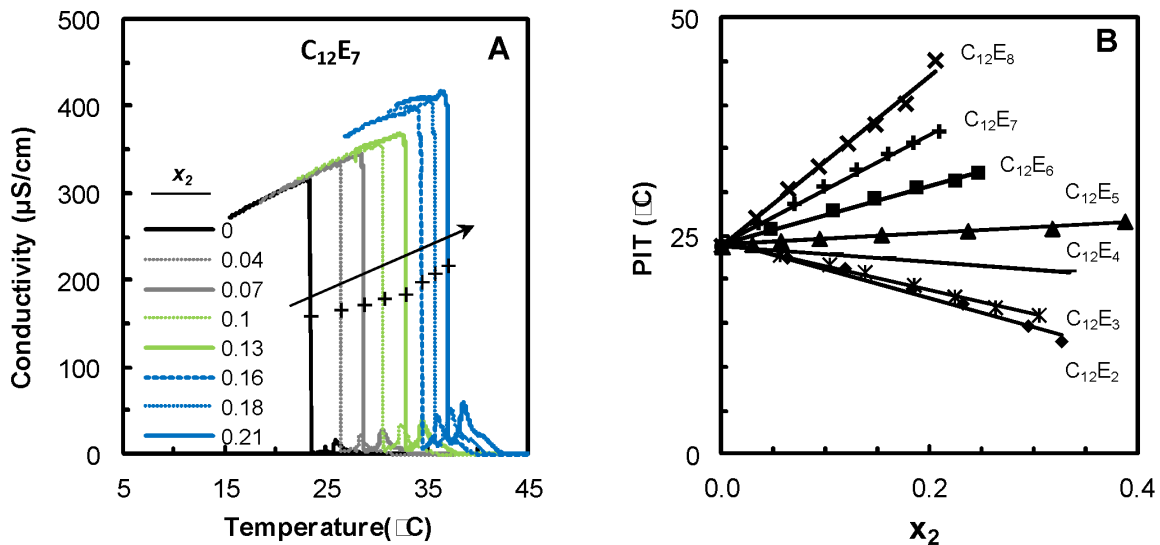 C₁₂E₇
A
Conductivity (µS/cm)
500
400
300
200
100
0
x₂
0
0.04
0.07
0.1
0.13
0.16
0.18
0.21
5
15
25
35
45
Temperature(□C)
B
PIT (□C)
50
25
0
C₁₂E₈
C₁₂E₇
C₁₂E₆
C₁₂E₅
C₁₂E₄
C₁₂E₃
C₁₂E₂
0.0
0.2
0.4
x₂